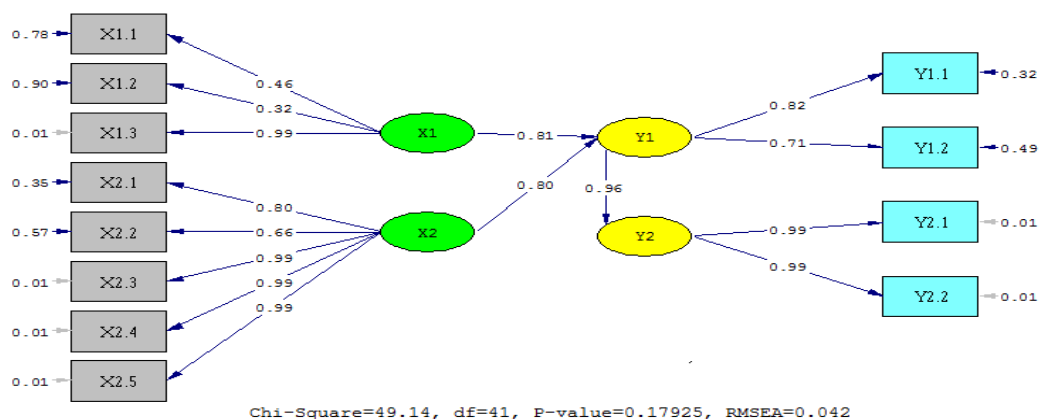 0.78 X1.1
0.90 X1.2
0.01 X1.3
0.35 X2.1
0.57 X2.2
0.01 X2.3
0.01 X2.4
0.01 X2.5
0.46
0.32
0.99
0.80
0.66
0.99
0.99
0.99
X1
X2
0.81
0.80
Y1
0.96
Y2
0.82
0.71
0.99
0.99
Y1.1 0.32
Y1.2 0.49
Y2.1 0.01
Y2.2 0.01
Chi-Square=49.14, df=41, P-value=0.17925, RMSEA=0.042